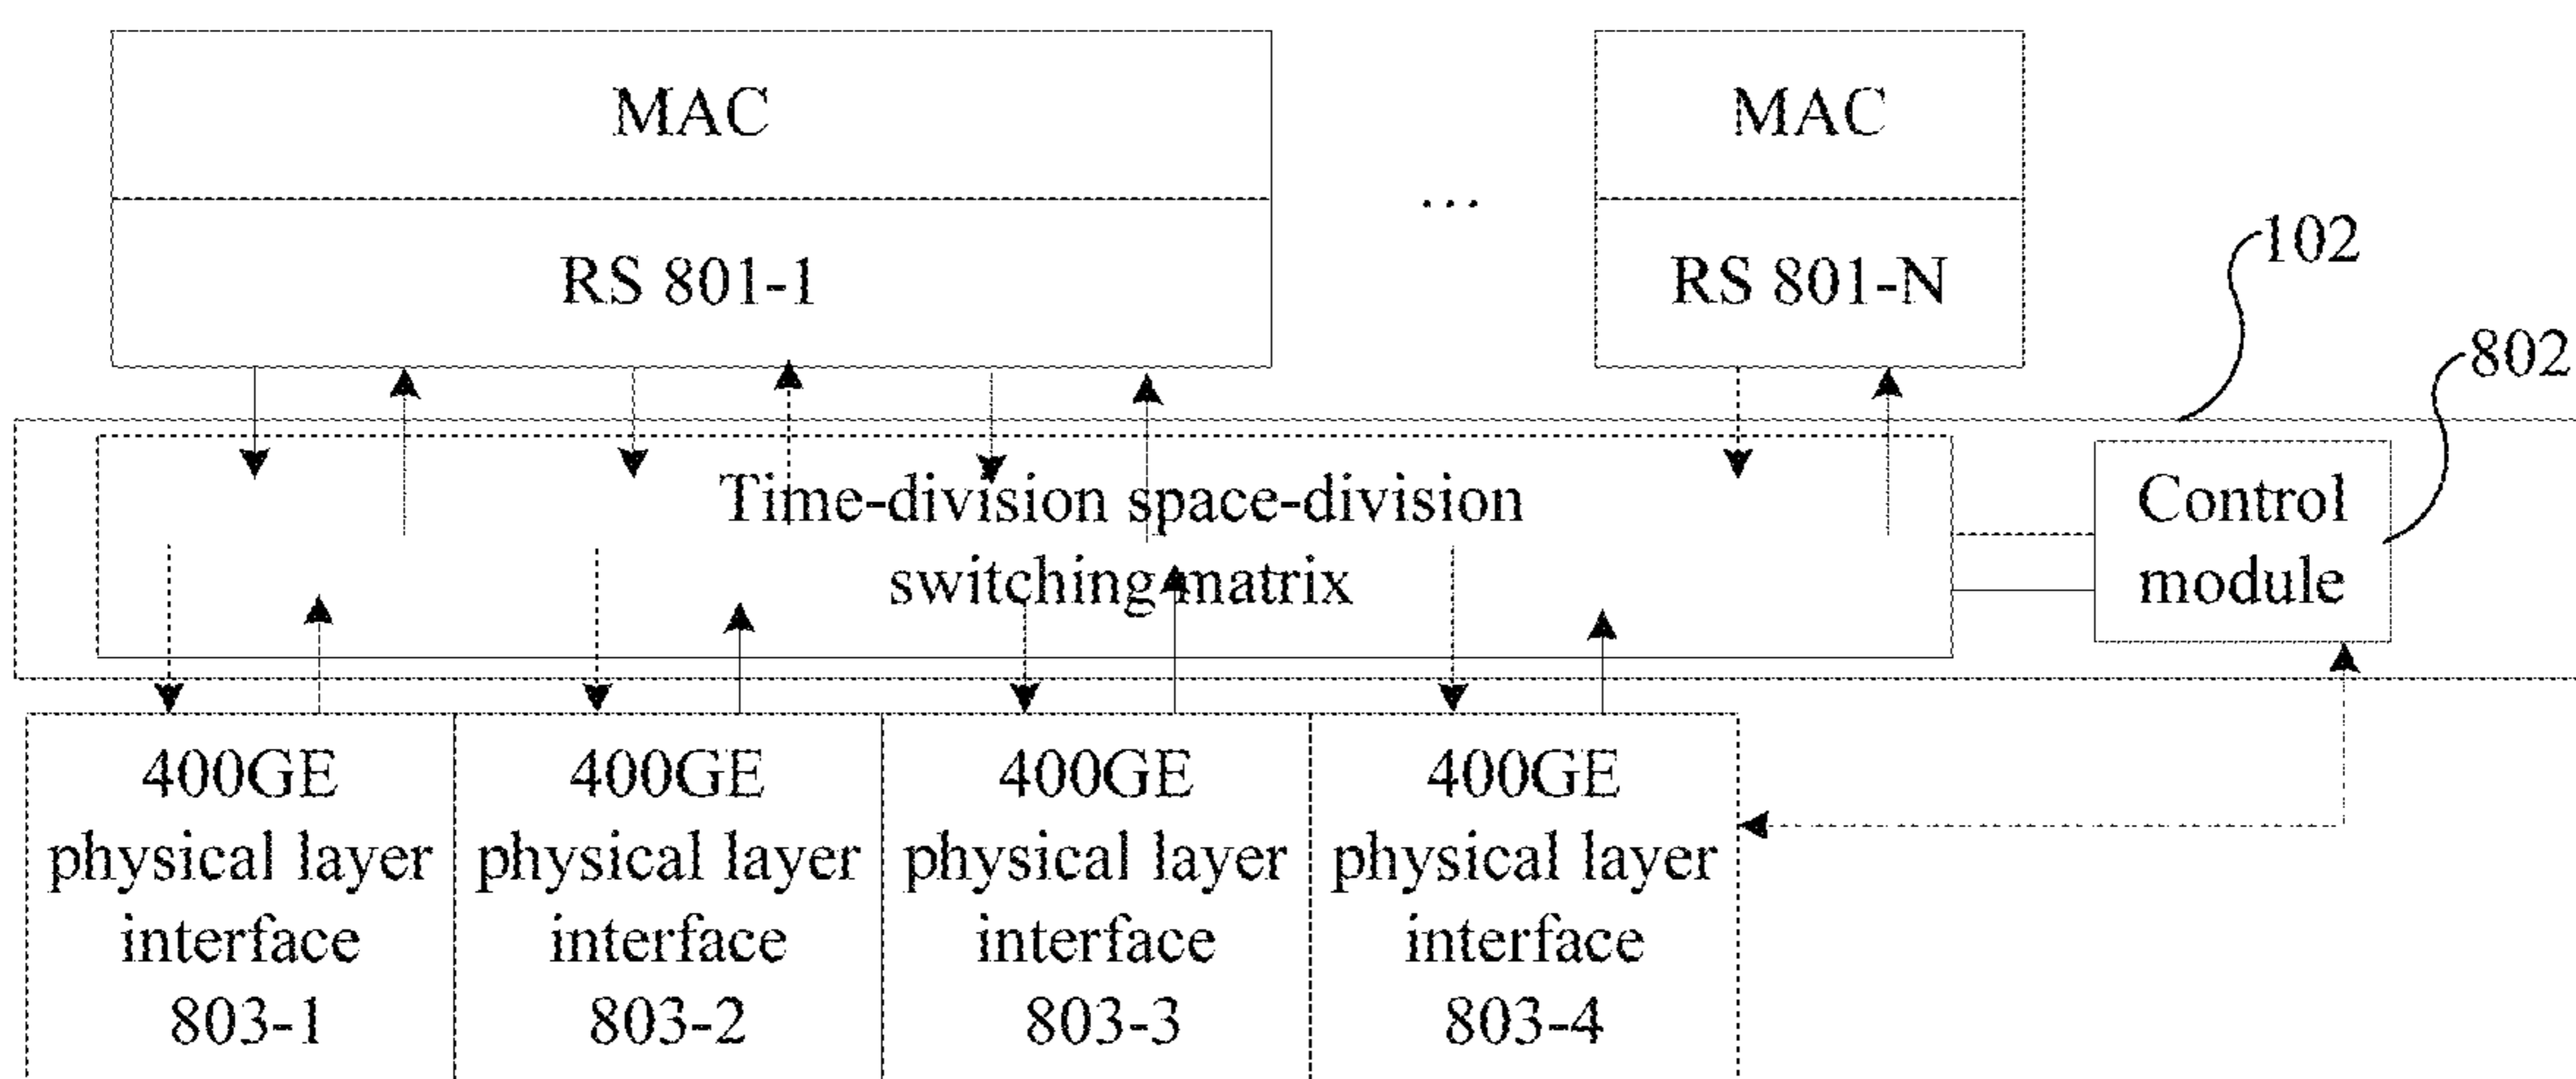 MAC
MAC
...
RS 801-1
RS 801-N
102
802
Time-division space-division
switching matrix
Control
module
400GE
physical layer
interface
803-1
400GE
physical layer
interface
803-2
400GE
physical layer
interface
803-3
400GE
physical layer
interface
803-4